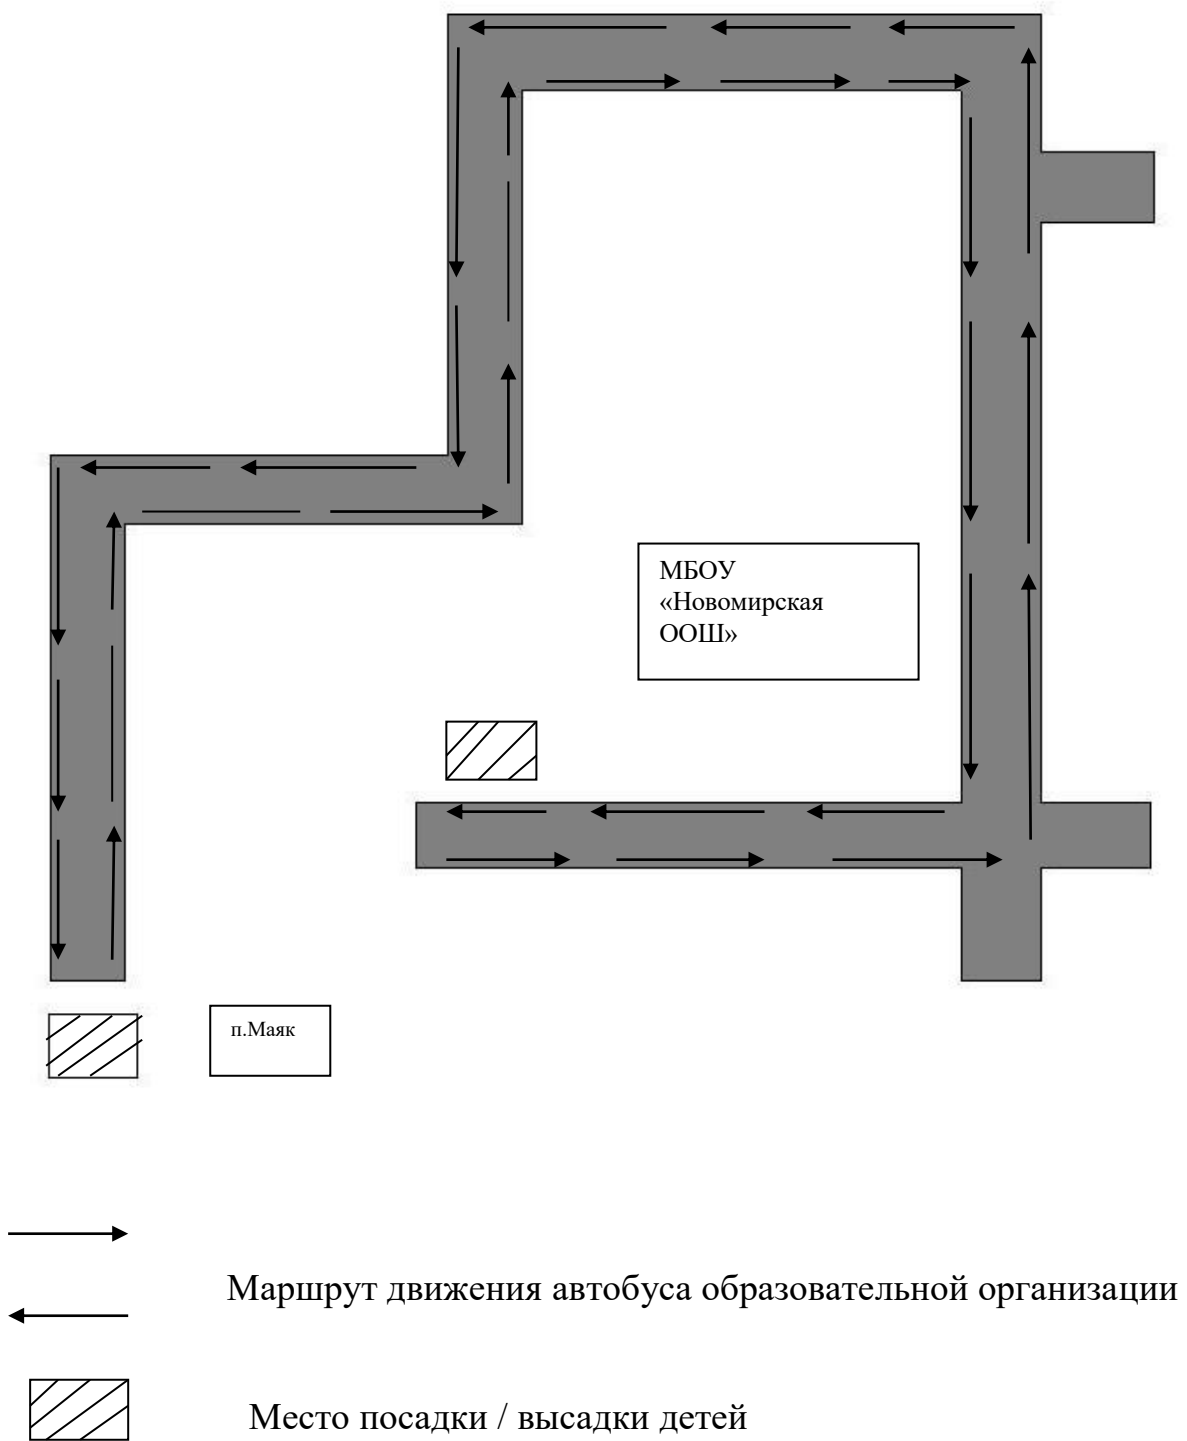 МБОУ
«Новомирская
ООШ»
п.Маяк
Маршрут движения автобуса образовательной организации
Место посадки / высадки детей